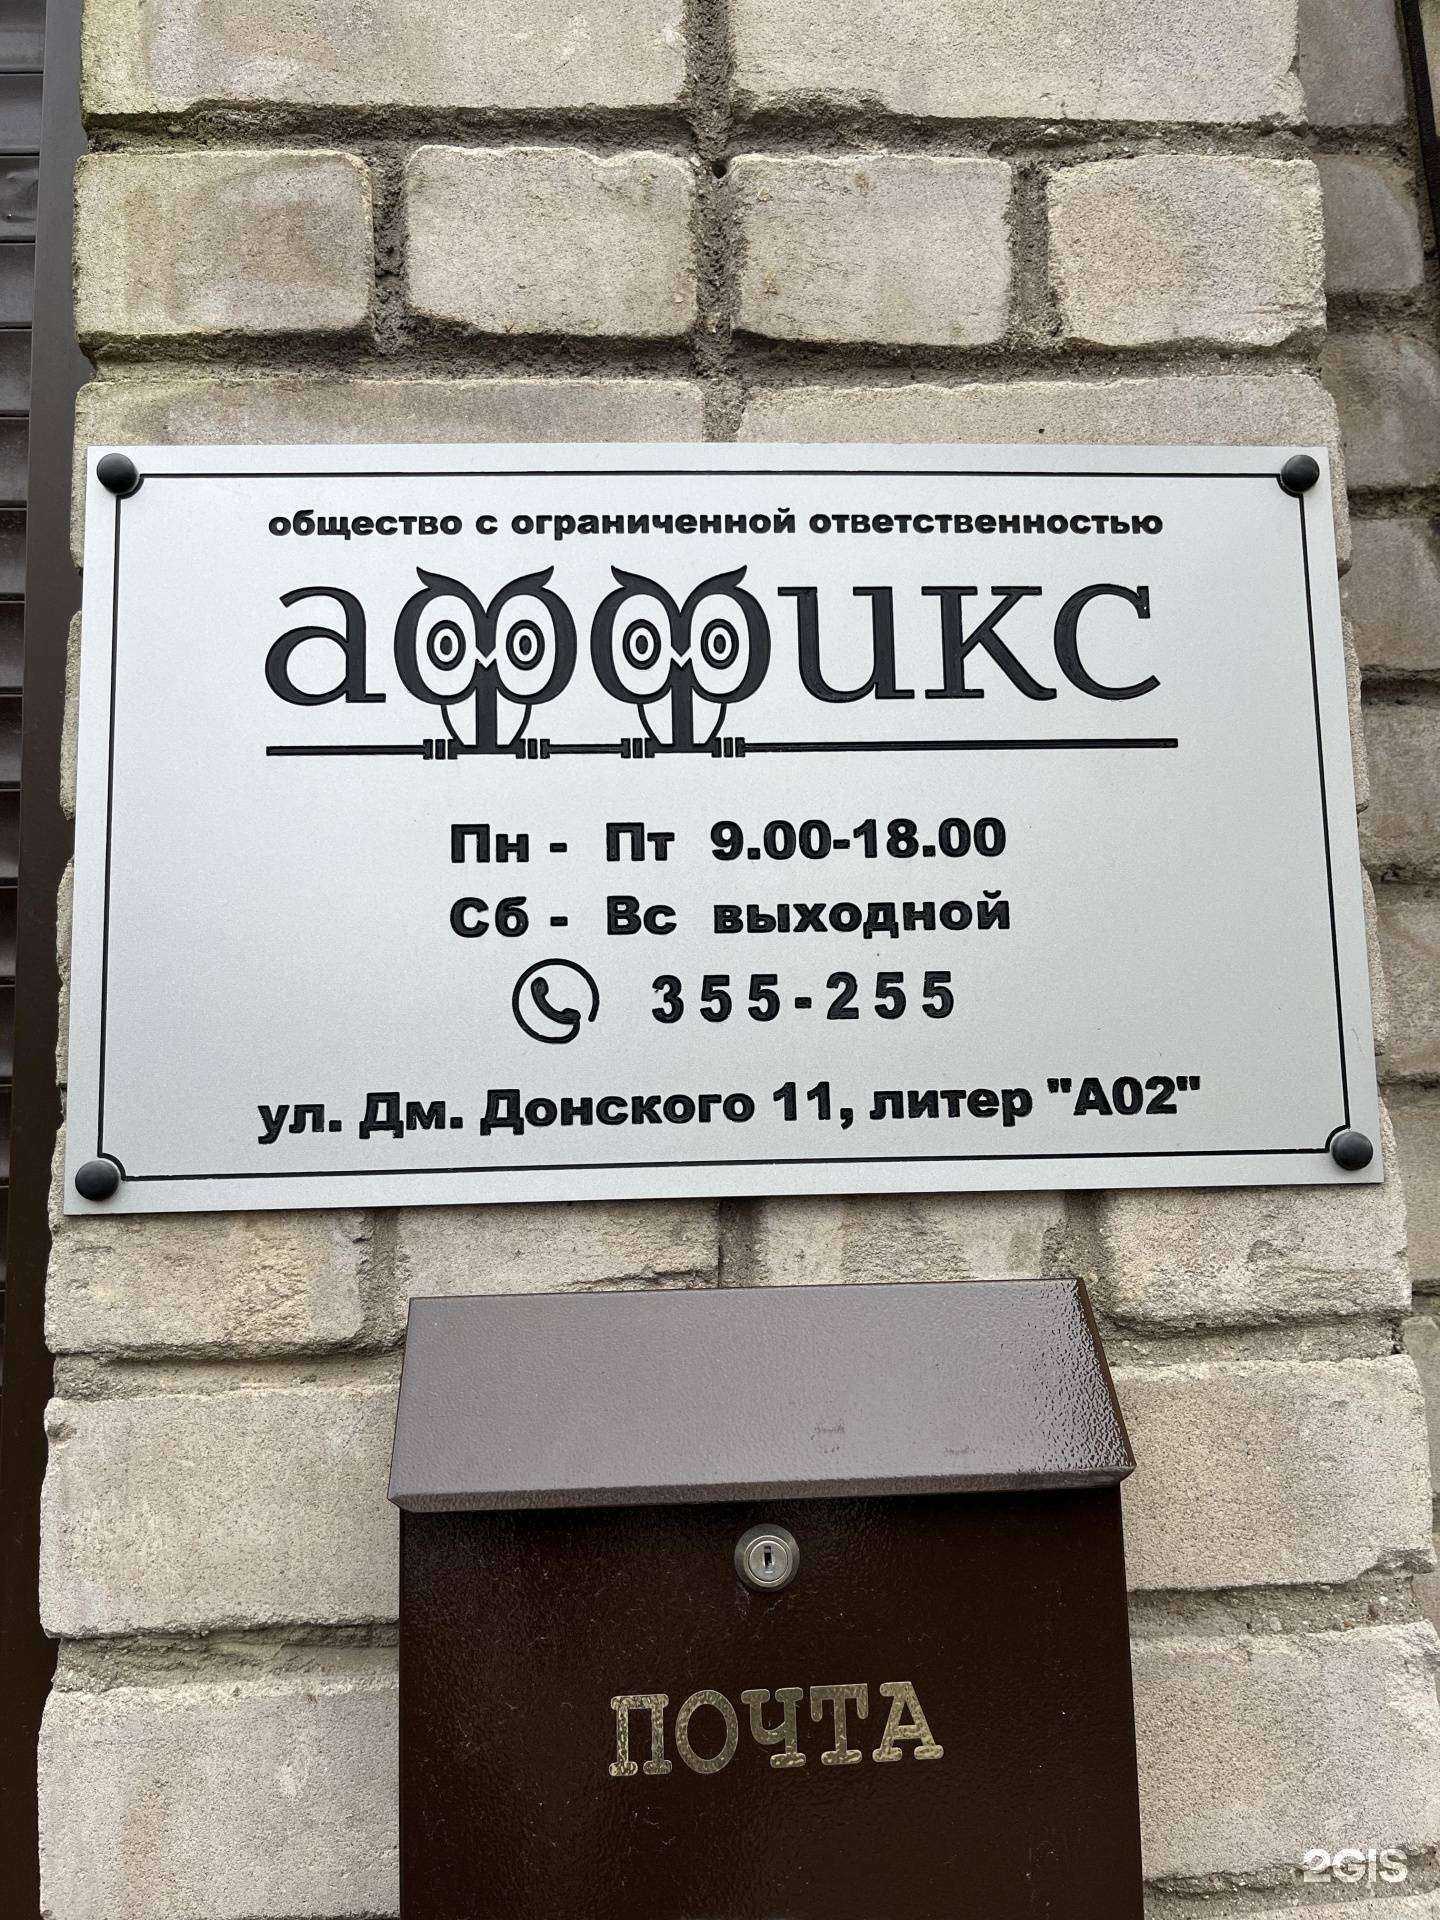 общество с ограниченной ответственностью
аффикс
Пн - Пт 9.00-18.00
Сб - Вс выходной
355-255
ул. Дм. Донского 11, литер "А02"
ПОЧТА
2GIS